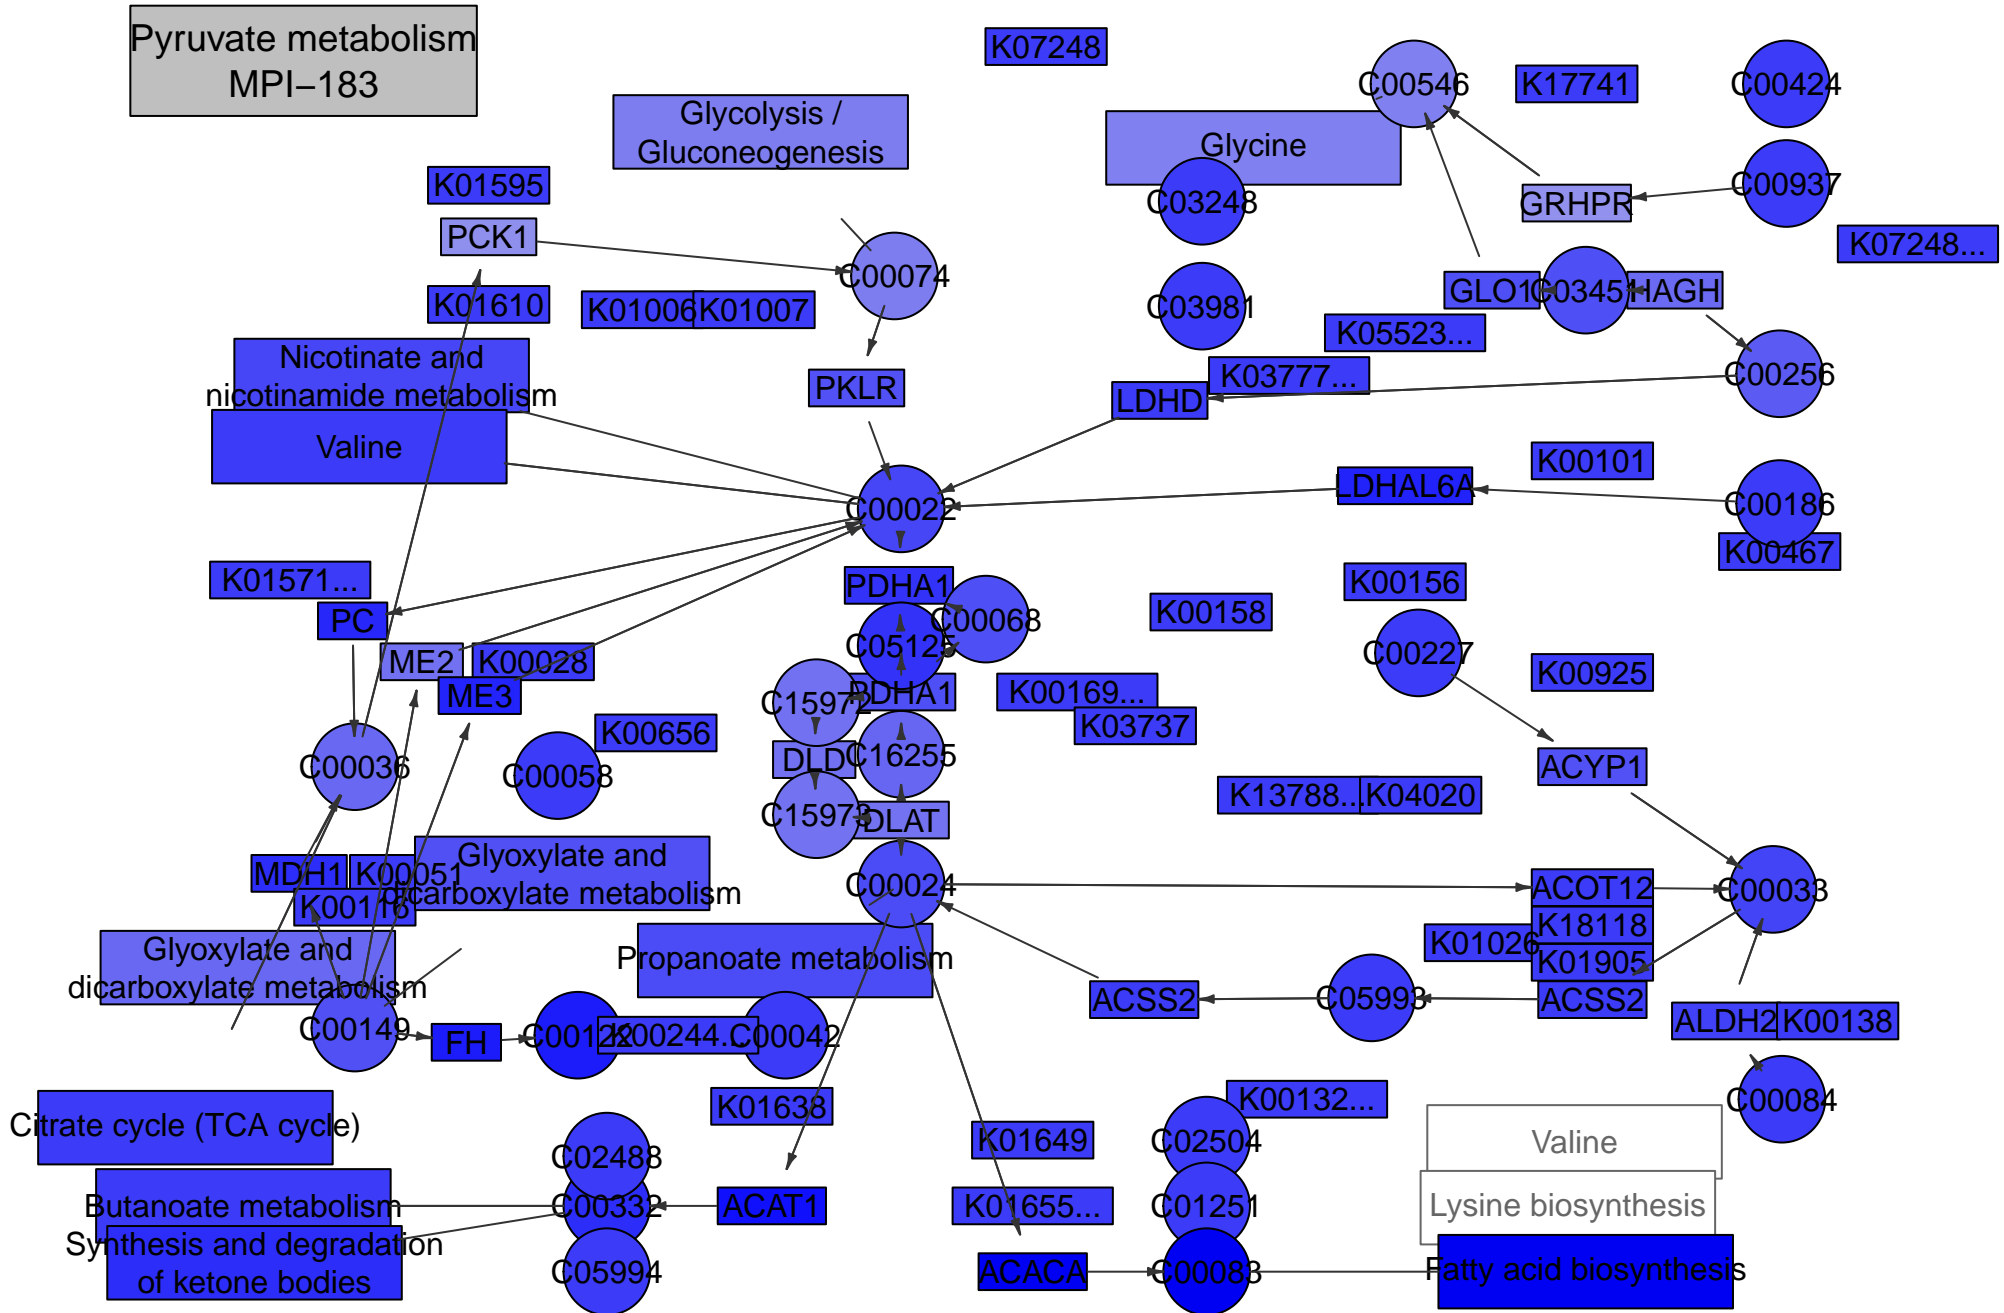 Pyruvate metabolism
MPI−183
K07248
C00546
K17741
C00424
Glycolysis /
Gluconeogenesis
Glycine
K01595
C03248
GRHPR
C00937
PCK1
K07248...
C00074
K01610
K01006
K01007
C03981
GLO1
C03451
HAGH
K05523...
Nicotinate and
nicotinamide metabolism
PKLR
K03777...
C00256
LDHD
Valine
K00101
LDHAL6A
C00022
C00186
K00467
K01571...
PDHA1
K00156
PC
C00068
K00158
ME2
K00028
C05125
C00227
K00925
ME3
PDHA1
K00169...
C15972
K03737
K00656
DLD
C16255
C00036
C00058
ACYP1
K13788...
K04020
C15973
DLAT
MDH1
K00051
Glyoxylate and
dicarboxylate metabolism
C00024
ACOT12
C00033
K00116
K18118
Glyoxylate and
dicarboxylate metabolism
Propanoate metabolism
K01026
K01905
C05993
ACSS2
ACSS2
C00149
FH
C00122
K00244...
C00042
ALDH2
K00138
K01638
K00132...
C00084
Citrate cycle (TCA cycle)
C02488
K01649
C02504
Valine
Butanoate metabolism
C00332
ACAT1
K01655...
C01251
Lysine biosynthesis
Synthesis and degradation
of ketone bodies
C05994
ACACA
C00083
Fatty acid biosynthesis